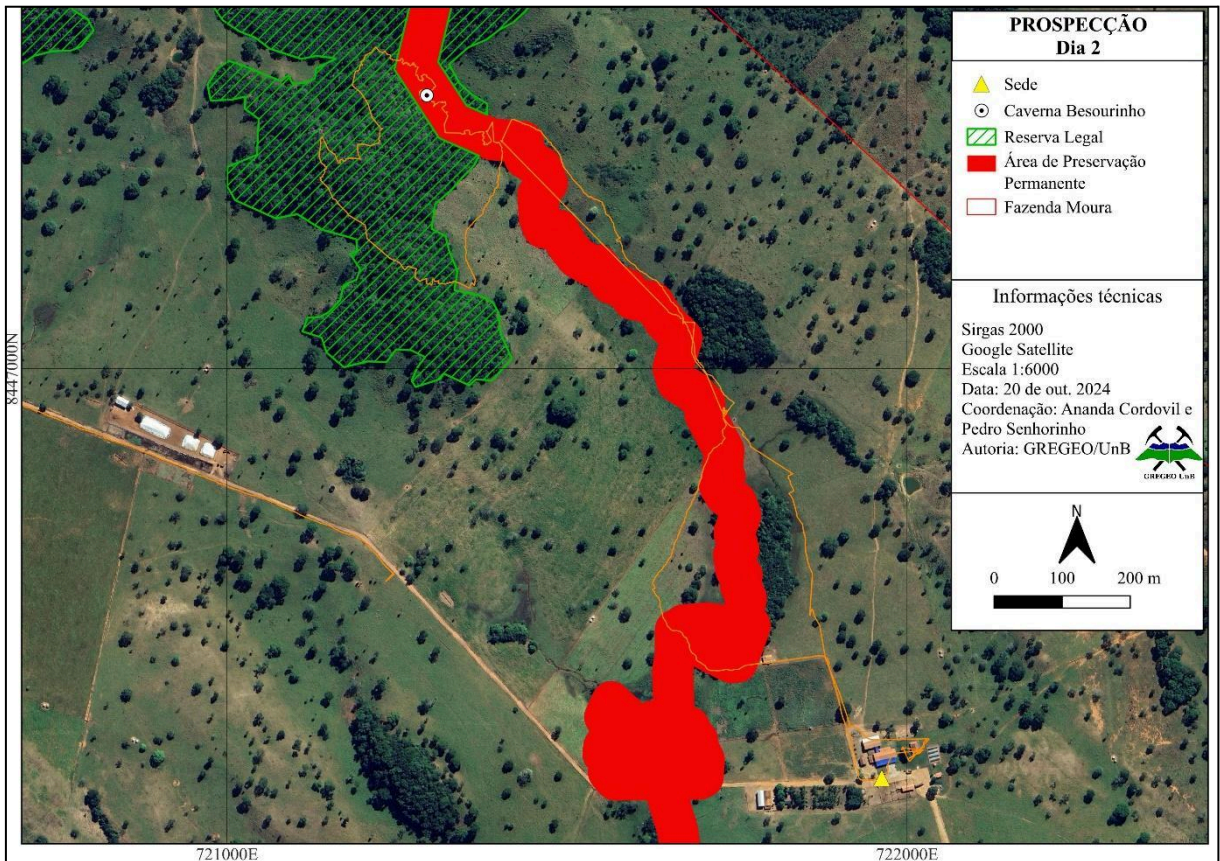 PROSPECÇÃO
Dia 2
Sede
Caverna Besourinho
Reserva Legal
Área de Preservação
Permanente
Fazenda Moura
Informações técnicas
Sirgas 2000
Google Satellite
Escala 1:6000
Data: 20 de out. 2024
Coordenação: Ananda Cordovil e
Pedro Senhorinho
Autoria: GREGEO/UnB
GREGEO UnB
N
0 100 200 m
8447000N
721000E 722000E